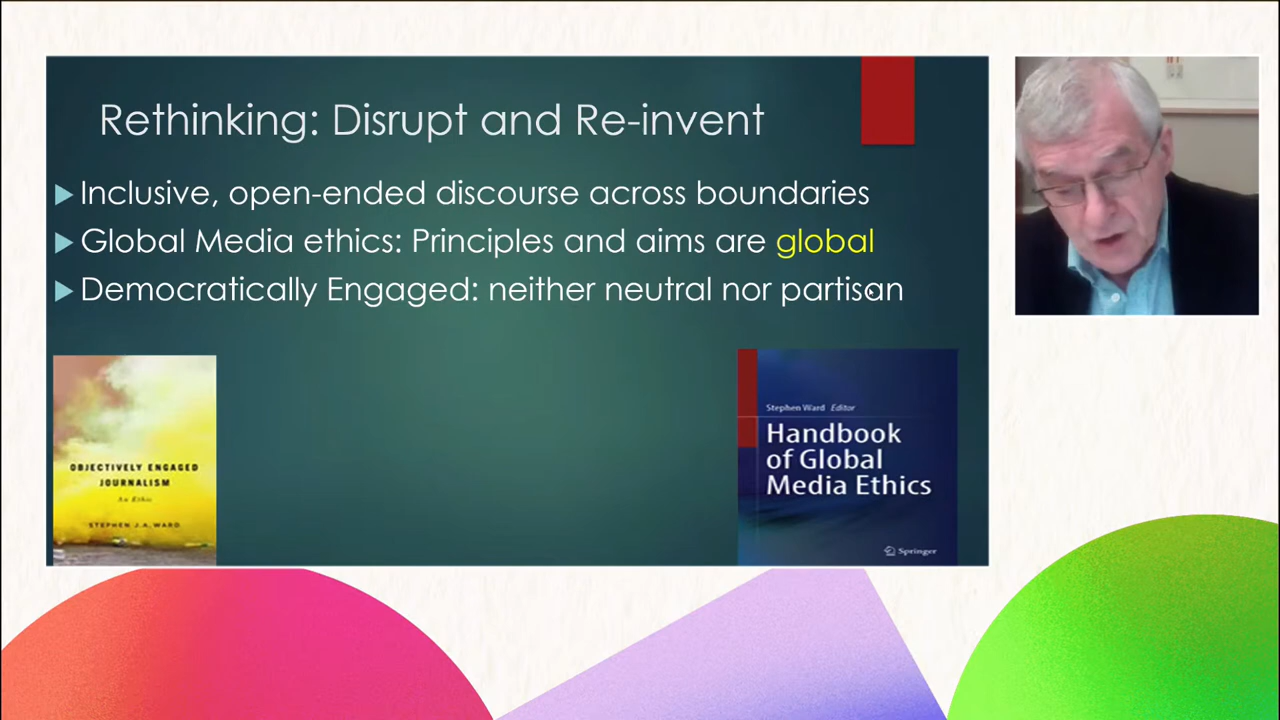 Rethinking: Disrupt and Re-invent
Inclusive, open-ended discourse across boundaries
Global Media ethics: Principles and aims are global
Democratically Engaged: neither neutral nor partisan
OBJECTIVELY ENGAGED
JOURNALISM
An Ethic
STEPHEN J.A. WARD
Stephen Ward Editor
Handbook
of Global
Media Ethics
Springer